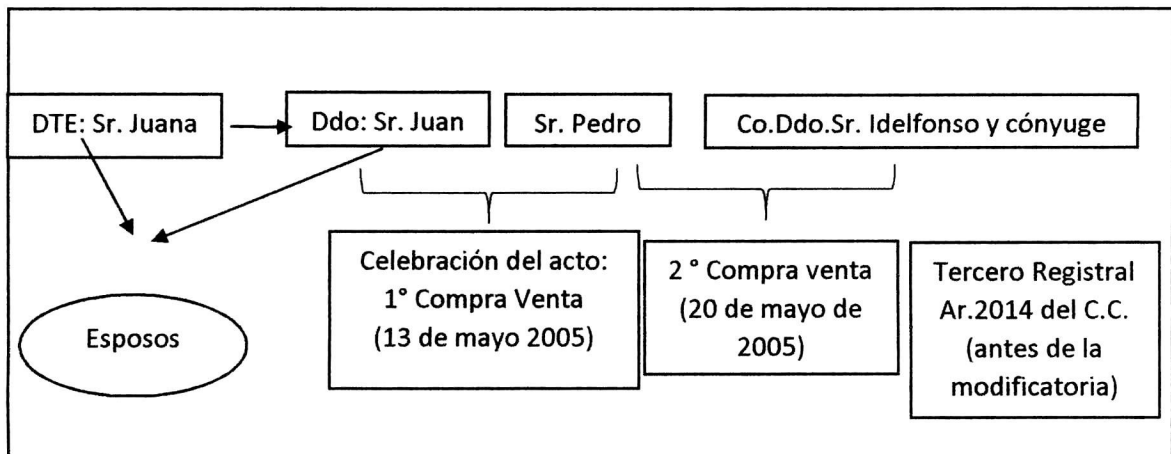 DTE: Sr. Juana
Ddo: Sr. Juan
Sr. Pedro
Co.Ddo.Sr. Idelfonso y cónyuge
Esposos
Celebración del acto:
1° Compra Venta
(13 de mayo 2005)
2 ° Compra venta
(20 de mayo de
2005)
Tercero Registral
Ar.2014 del C.C.
(antes de la
modificatoria)